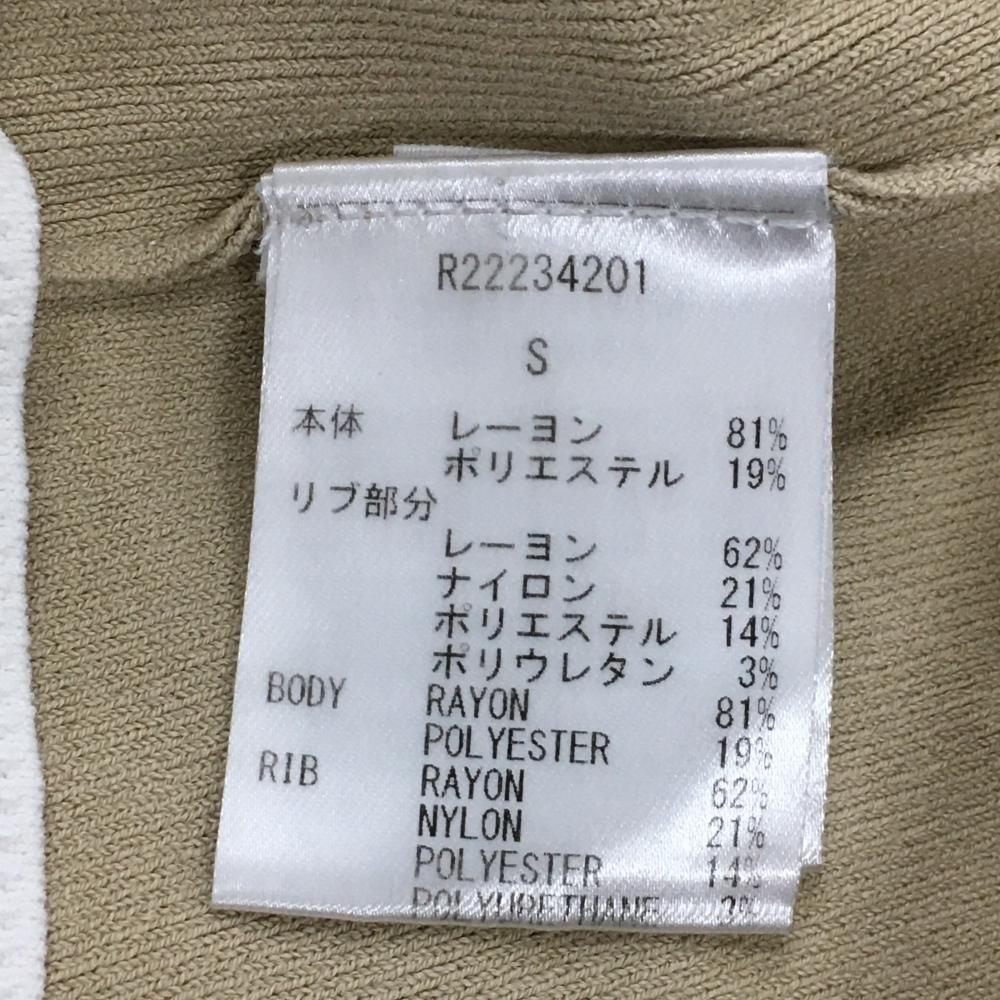 R22234201
S
本体 レーヨン 81%
ポリエステル 19%
リブ部分
レーヨン 62%
ナイロン 21%
ポリエステル 14%
ポリウレタン 3%
BODY RAYON 81%
POLYESTER 19%
RIB RAYON 62%
NYLON 21%
POLYESTER 14%
POLYURETHANE 3%